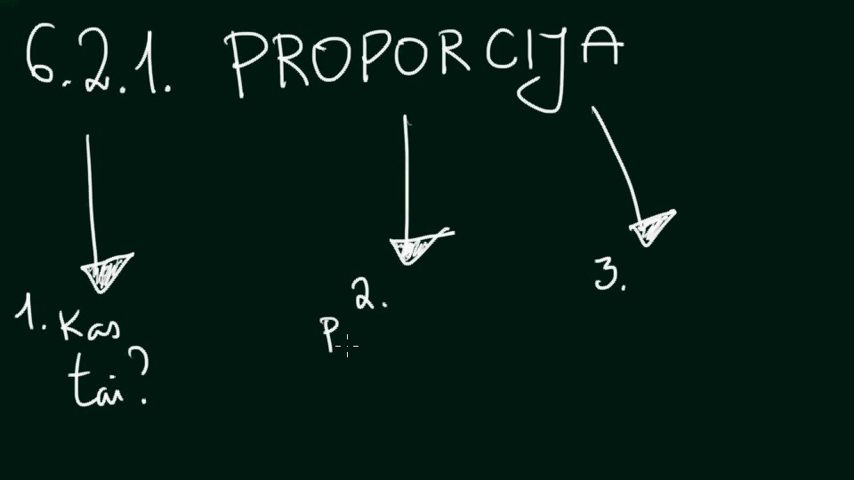 6.2.1. PROPORCIJA
1. Kas
tai?
2.
P
3.